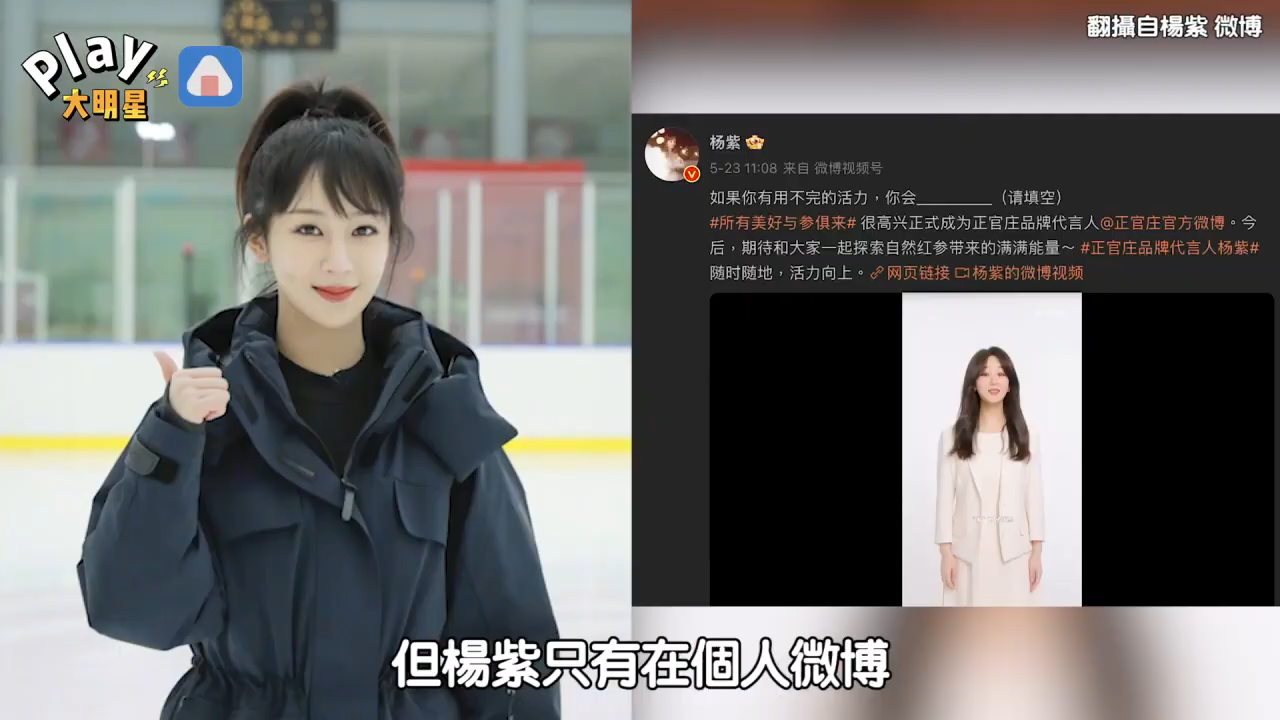 Play
大明星
翻攝自楊紫 微博
杨紫
5-23 11:08 来自 微博视频号
如果你有用不完的活力，你会__________（请填空）
#所有美好与参俱来# 很高兴正式成为正官庄品牌代言人@正官庄官方微博。今
后，期待和大家一起探索自然红参带来的满满能量～ #正官庄品牌代言人杨紫#
随时随地，活力向上。网页链接 杨紫的微博视频
但楊紫只有在個人微博